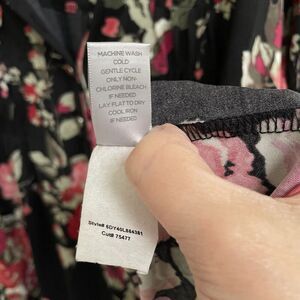 MACHINE WASH
COLD
GENTLE CYCLE
ONLY NON-
CHLORINE BLEACH
IF NEEDED
LAY FLAT TO DRY
COOL IRON
IF NEEDED
Style# 6DY40L884381
Cut# 75477